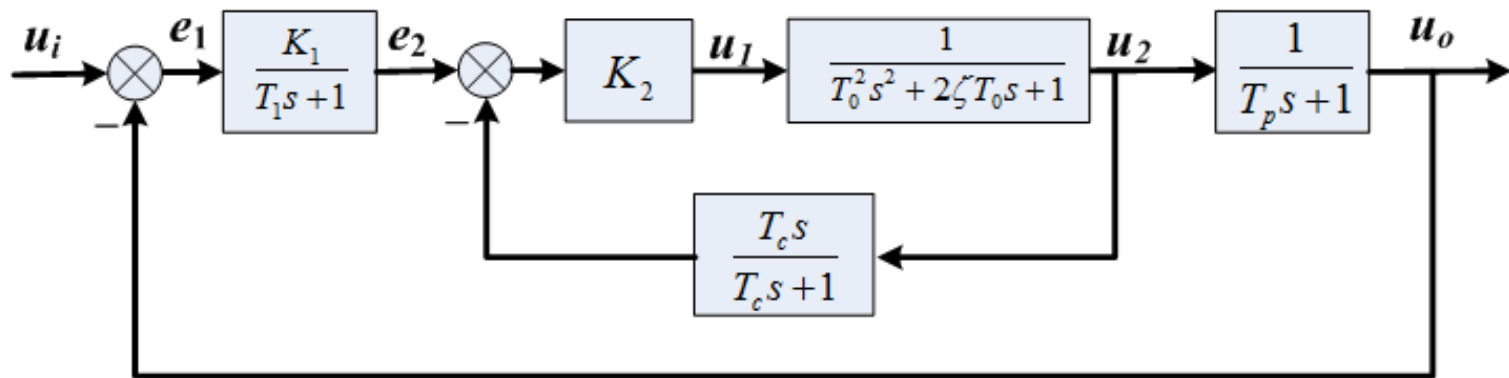 u_i
e_1
K_1
T_1 s + 1
e_2
K_2
u_1
1
T_0^2 s^2 + 2ζT_0 s + 1
u_2
1
T_p s + 1
u_o
−
−
T_c s
T_c s + 1